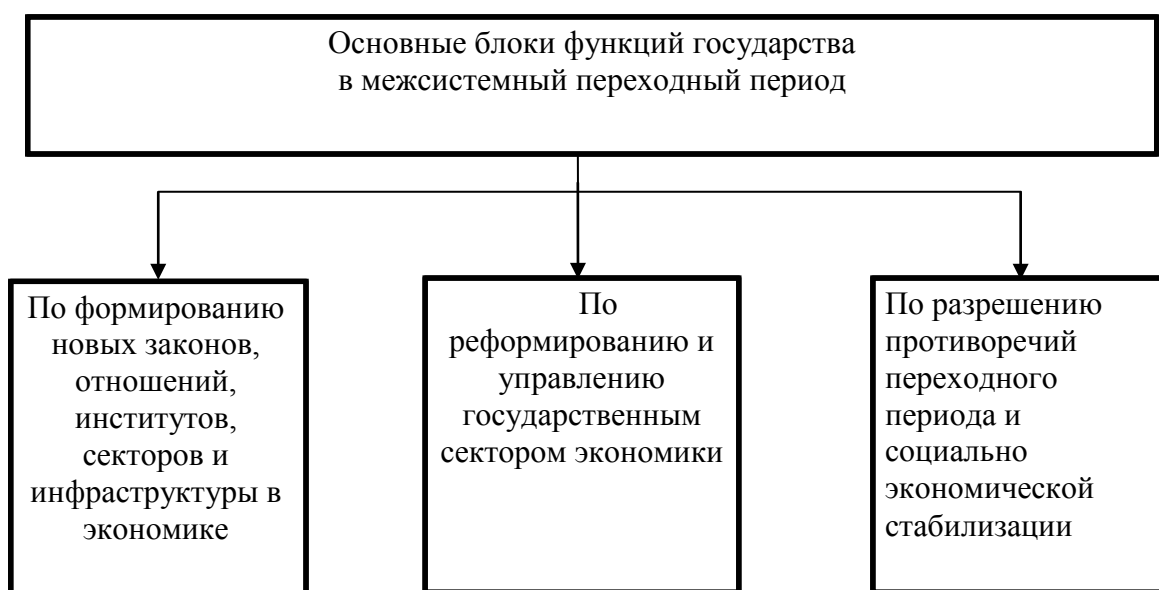 Основные блоки функций государства
в межсистемный переходный период
По формированию
новых законов,
отношений,
институтов,
секторов и
инфраструктуры в
экономике
По
реформированию и
управлению
государственным
сектором экономики
По разрешению
противоречий
переходного
периода и
социально
экономической
стабилизации